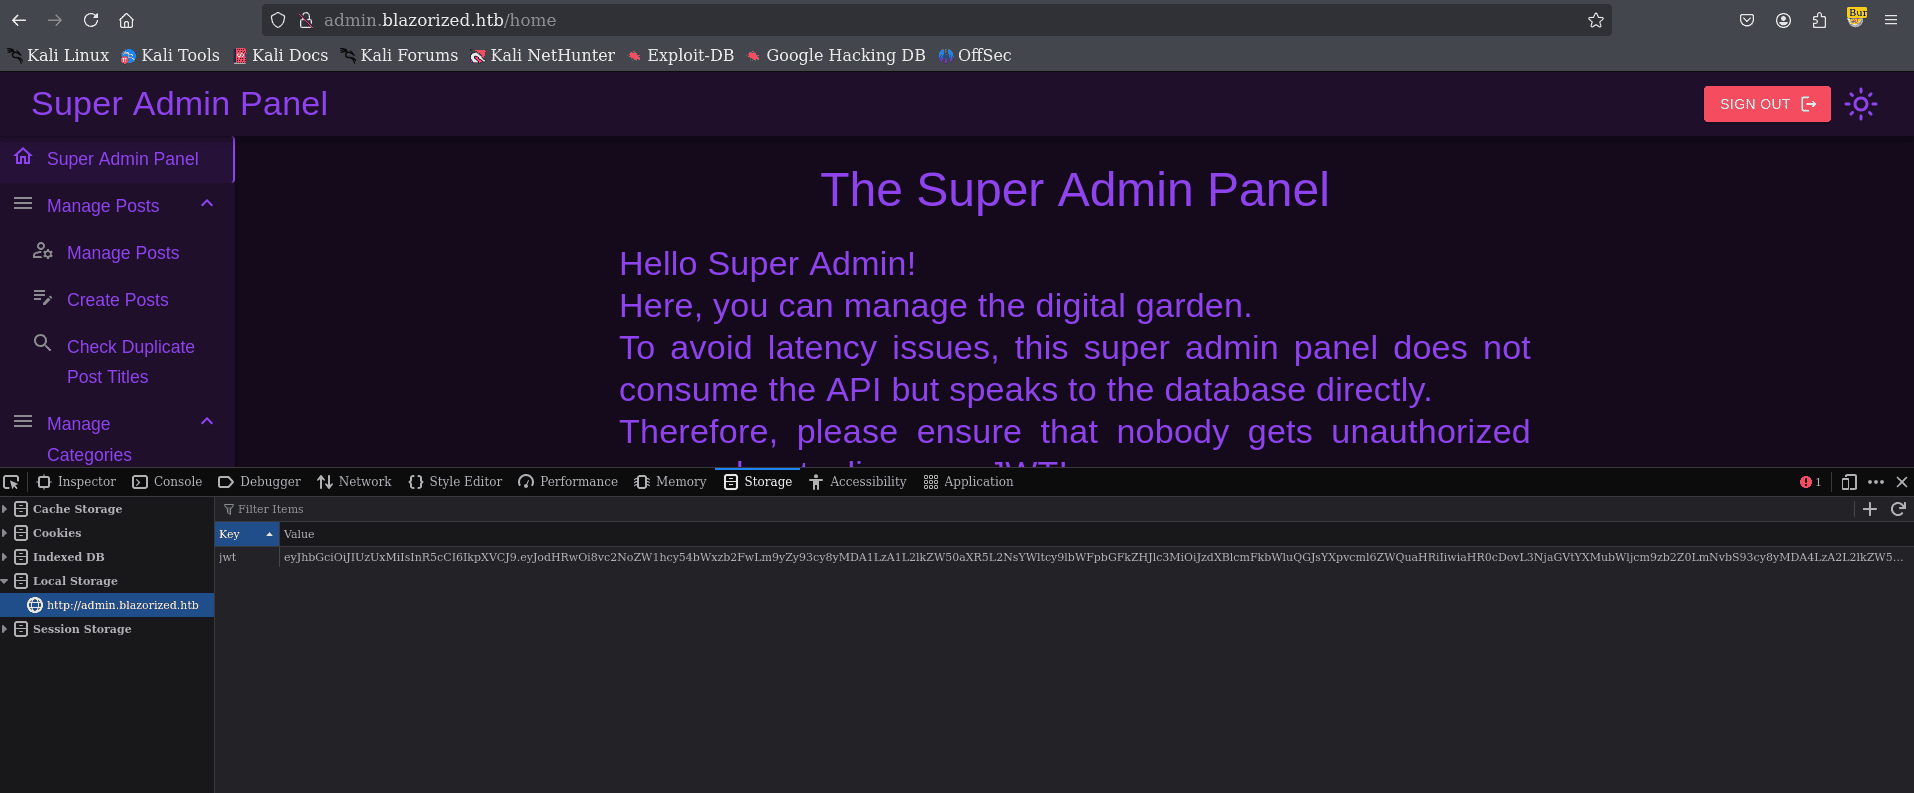 admin.blazorized.htb/home
Bur
Kali Linux Kali Tools Kali Docs Kali Forums Kali NetHunter Exploit-DB Google Hacking DB OffSec
Super Admin Panel
SIGN OUT
Super Admin Panel
Manage Posts
Manage Posts
Create Posts
Check Duplicate
Post Titles
Manage
Categories
The Super Admin Panel
Hello Super Admin!
Here, you can manage the digital garden.
To avoid latency issues, this super admin panel does not
consume the API but speaks to the database directly.
Therefore, please ensure that nobody gets unauthorized
JWT!
Inspector Console Debugger Network Style Editor Performance Memory Storage Accessibility Application 1
Cache Storage
Cookies
Indexed DB
Local Storage
http://admin.blazorized.htb
Session Storage
Filter Items
Key Value
jwt